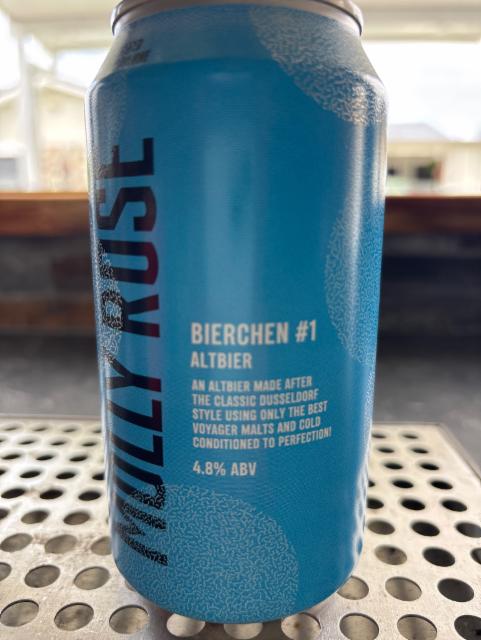 MOLLY ROSE
BIERCHEN #1
ALTBIER
AN ALTBIER MADE AFTER
THE CLASSIC DUSSELDORF
STYLE USING ONLY THE BEST
VOYAGER MALTS AND COLD
CONDITIONED TO PERFECTION!
4.8% ABV